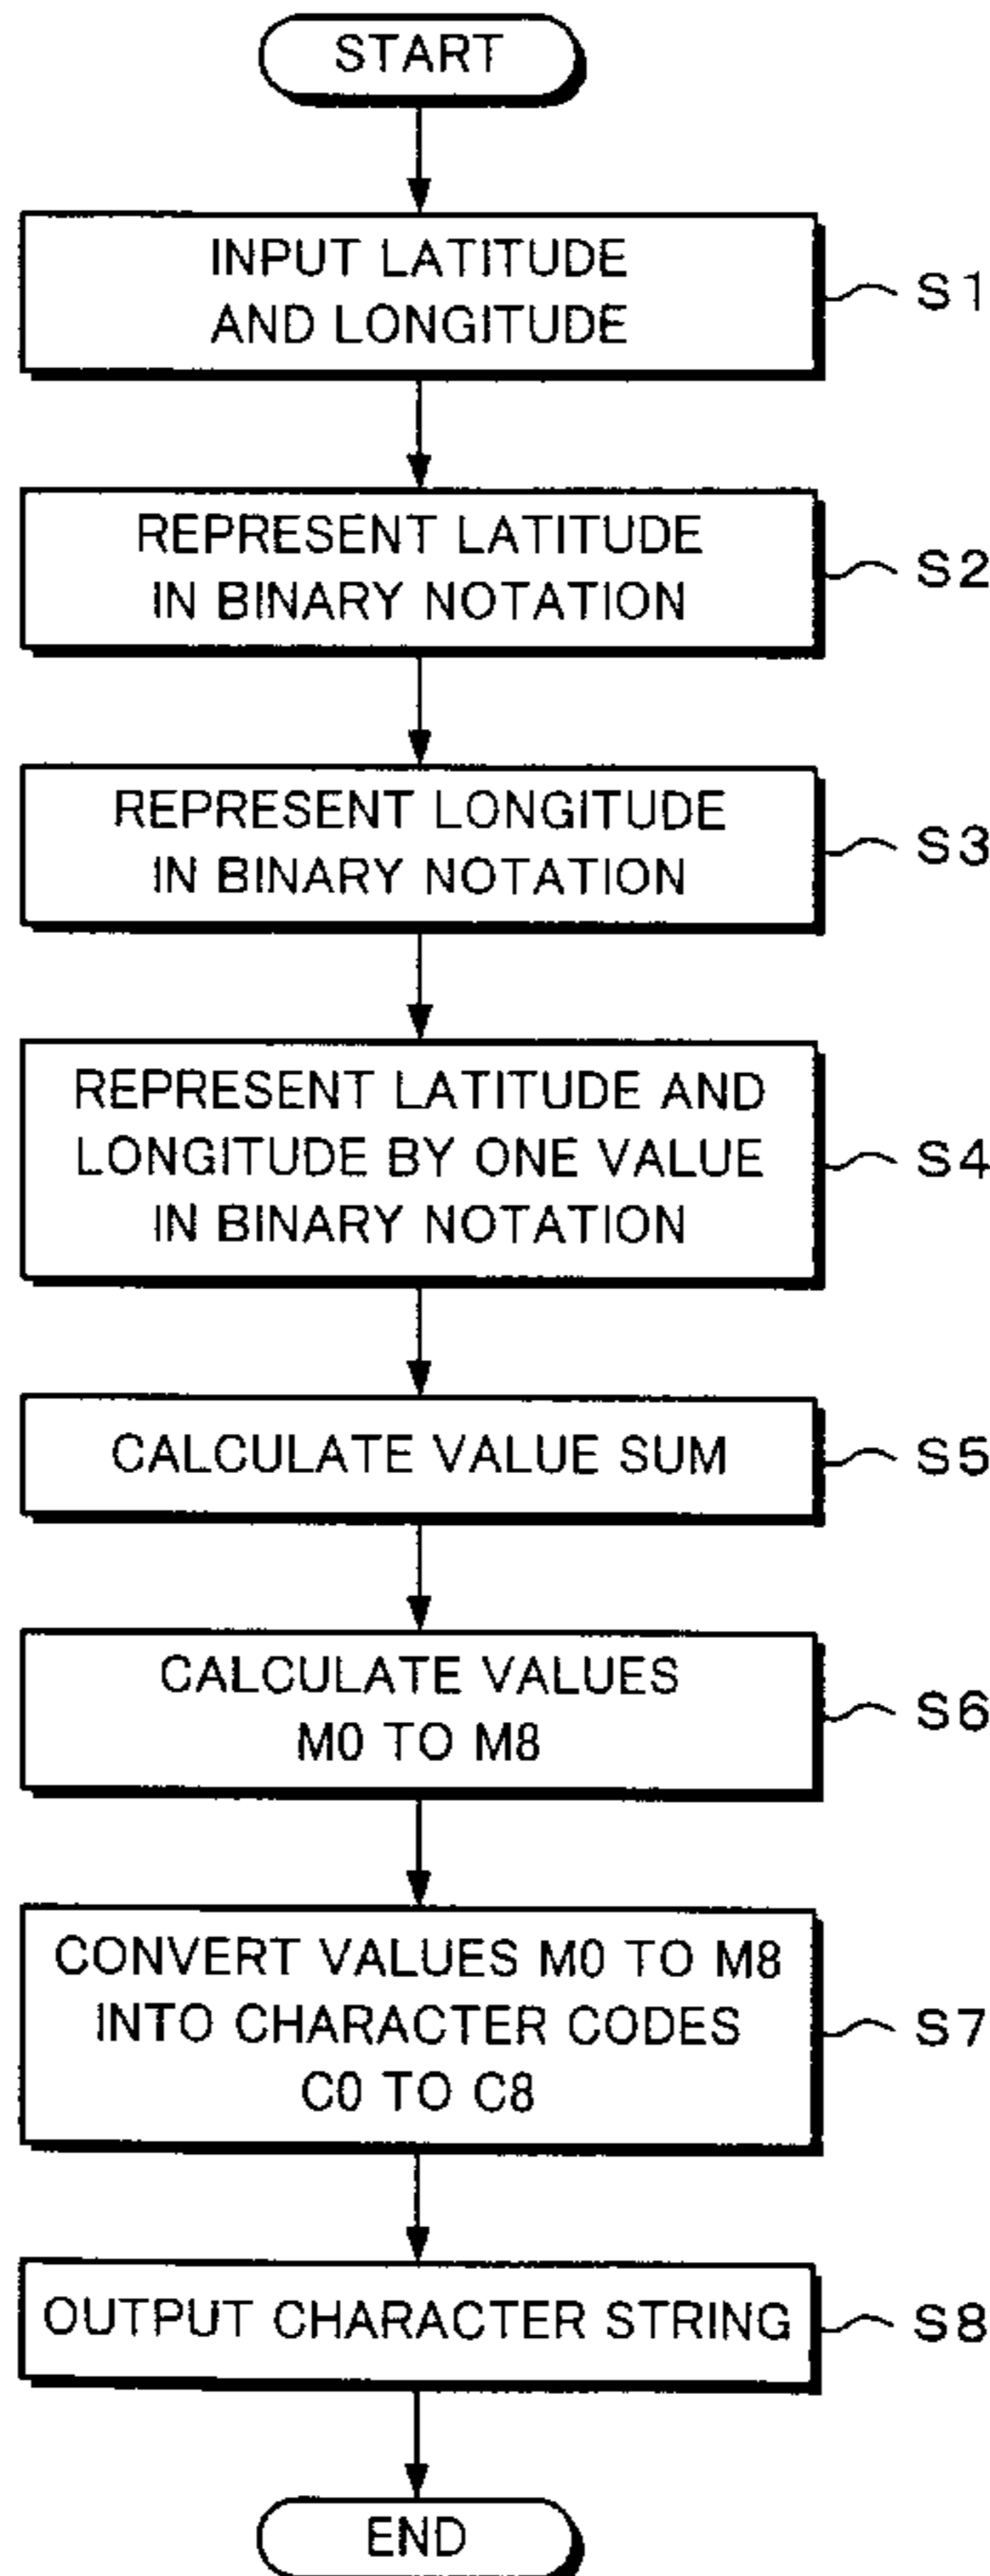 START
INPUT LATITUDE
AND LONGITUDE
S1
REPRESENT LATITUDE
IN BINARY NOTATION
S2
REPRESENT LONGITUDE
IN BINARY NOTATION
S3
REPRESENT LATITUDE AND
LONGITUDE BY ONE VALUE
IN BINARY NOTATION
S4
CALCULATE VALUE SUM
S5
CALCULATE VALUES
M0 TO M8
S6
CONVERT VALUES M0 TO M8
INTO CHARACTER CODES
C0 TO C8
S7
OUTPUT CHARACTER STRING
S8
END